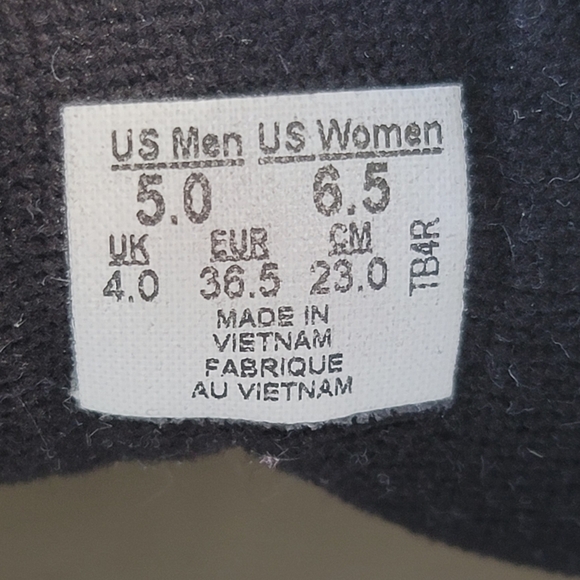 US Men US Women
5.0 6.5
UK EUR CM
4.0 36.5 23.0
TB4R
MADE IN
VIETNAM
FABRIQUE
AU VIETNAM